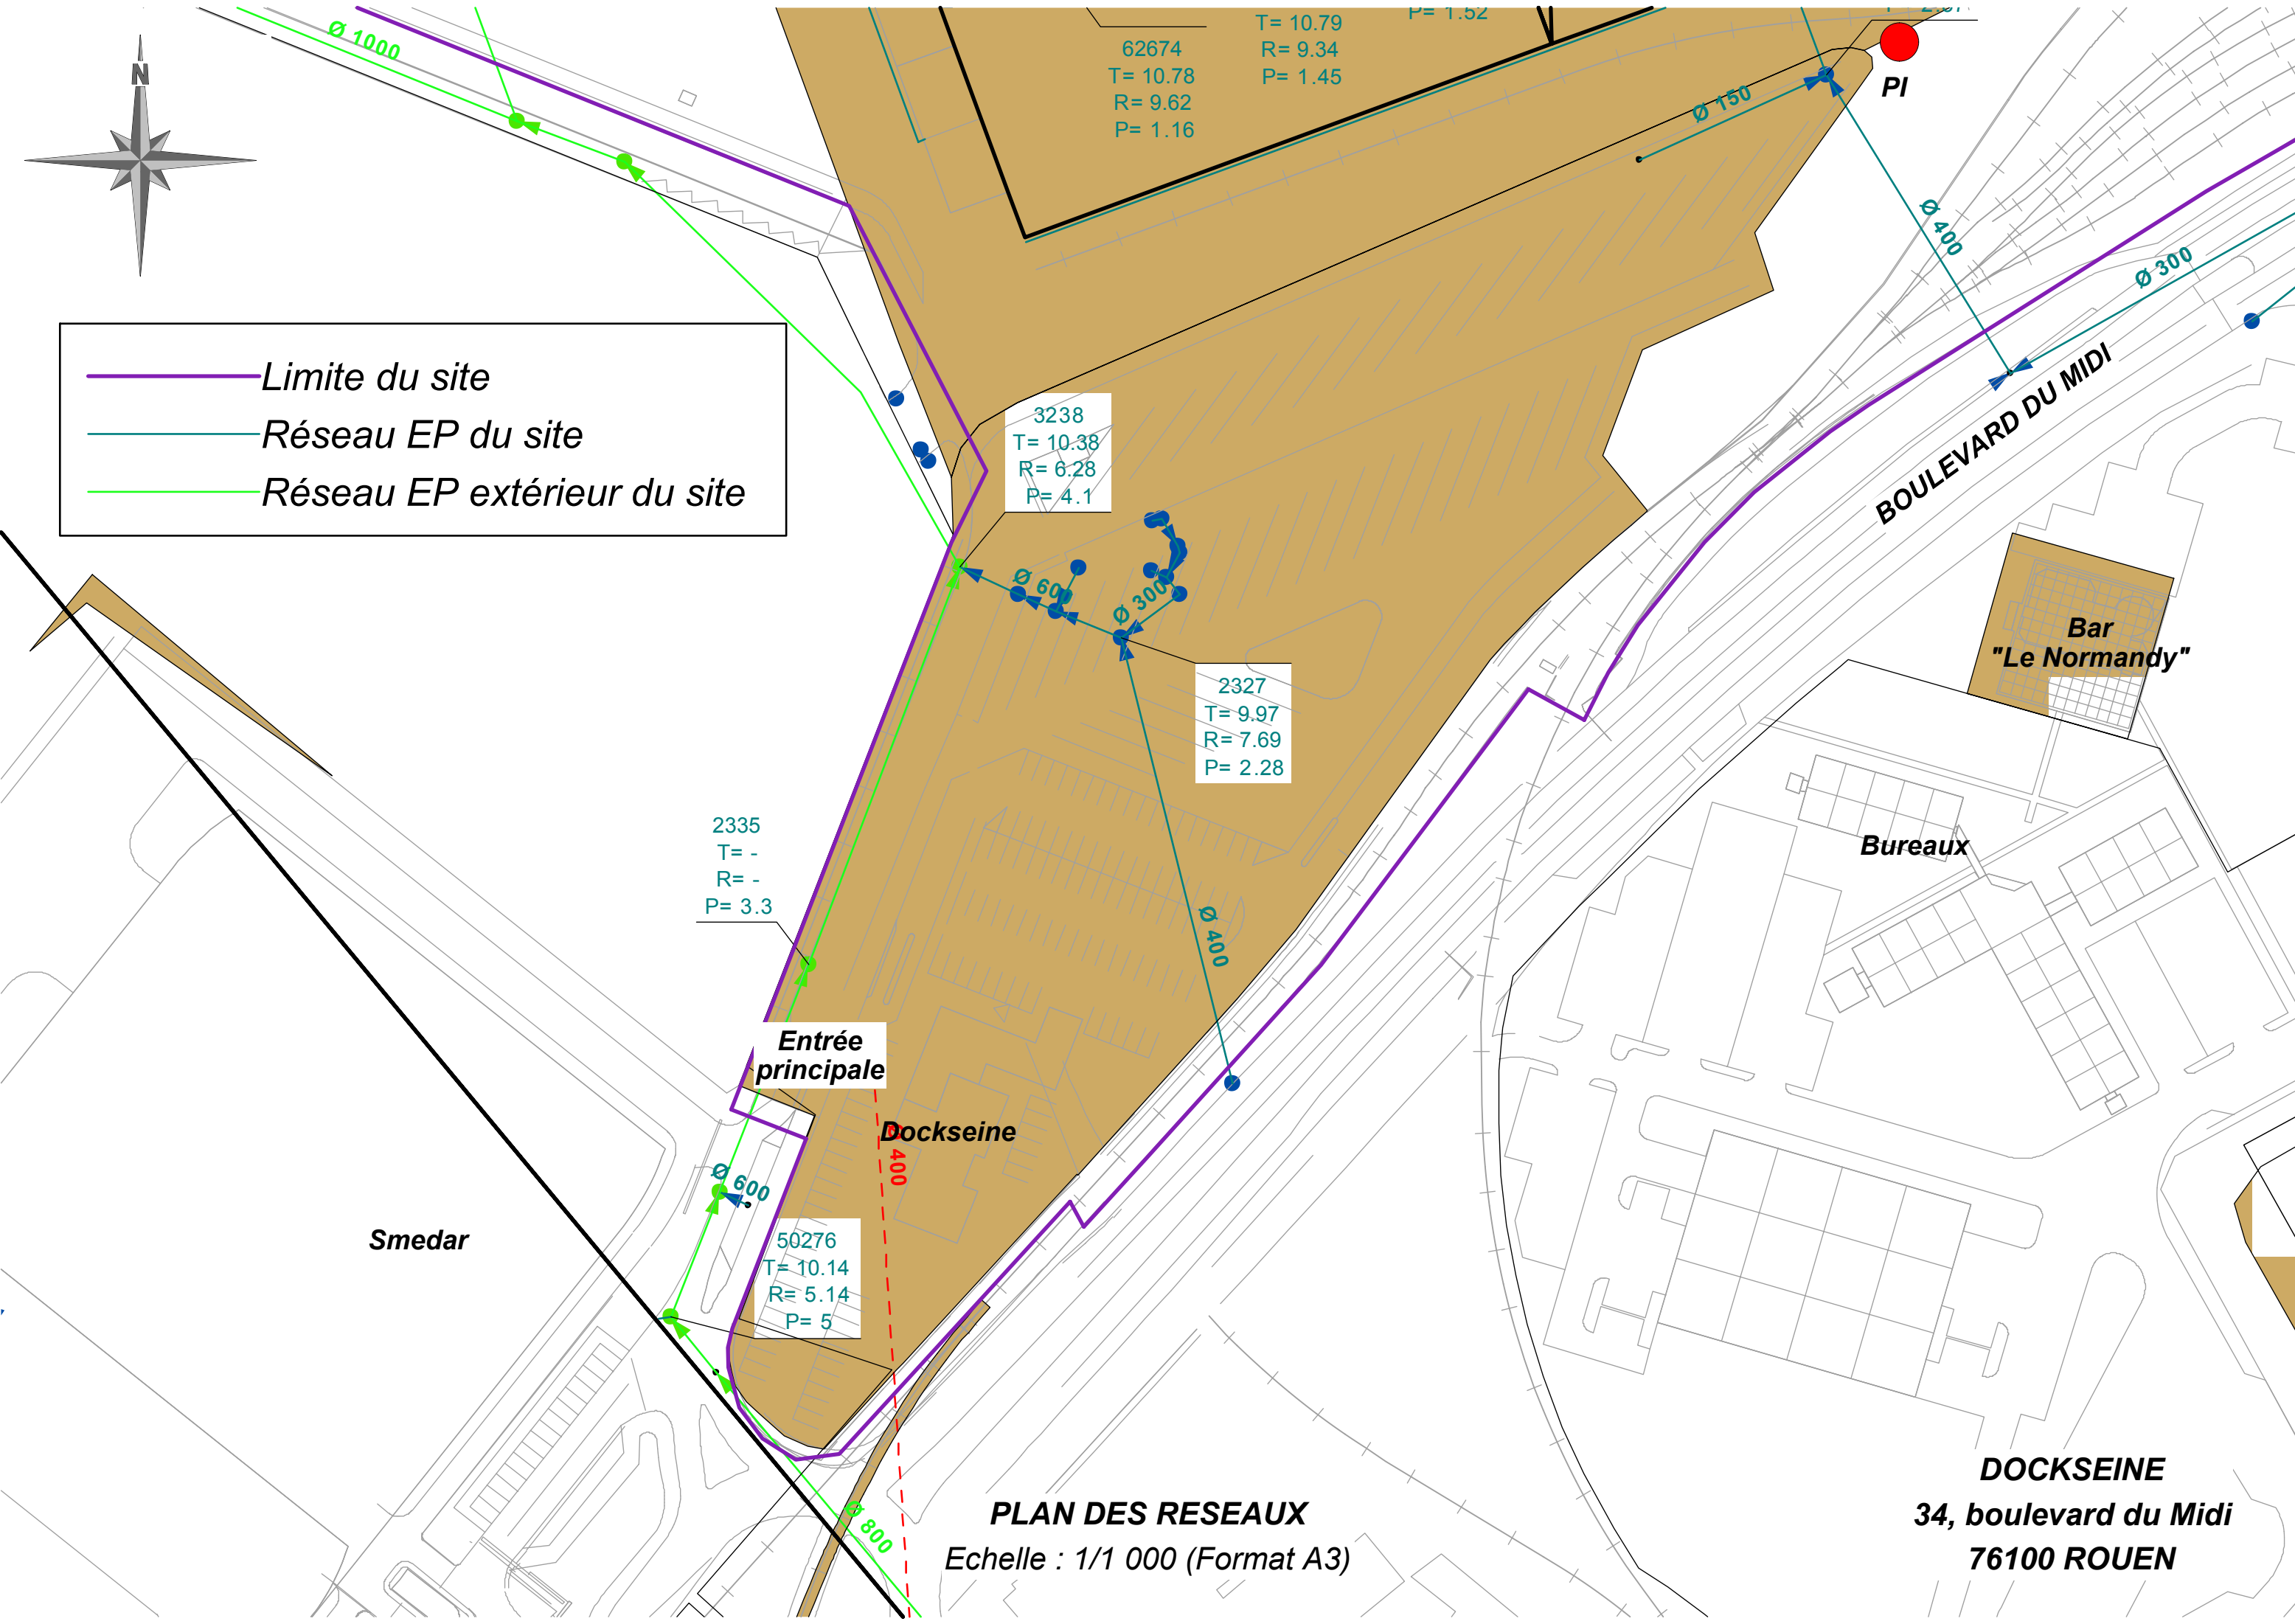 Ø 1000
N
62674
T= 10.78
R= 9.62
P= 1.16
T= 10.79
R= 9.34
P= 1.45
P= 1.52
PI
Ø 150
Ø 400
Ø 300
Limite du site
Réseau EP du site
Réseau EP extérieur du site
BOULEVARD DU MIDI
3238
T= 10.38
R= 6.28
P= 4.1
Ø 600
Ø 300
2327
T= 9.97
R= 7.69
P= 2.28
Bar
"Le Normandy"
Bureaux
2335
T= -
R= -
P= 3.3
Ø 400
Entrée
principale
Dockseine
Ø 400
Ø 600
Smedar
50276
T= 10.14
R= 5.14
P= 5
Ø 800
PLAN DES RESEAUX
Echelle : 1/1 000 (Format A3)
DOCKSEINE
34, boulevard du Midi
76100 ROUEN